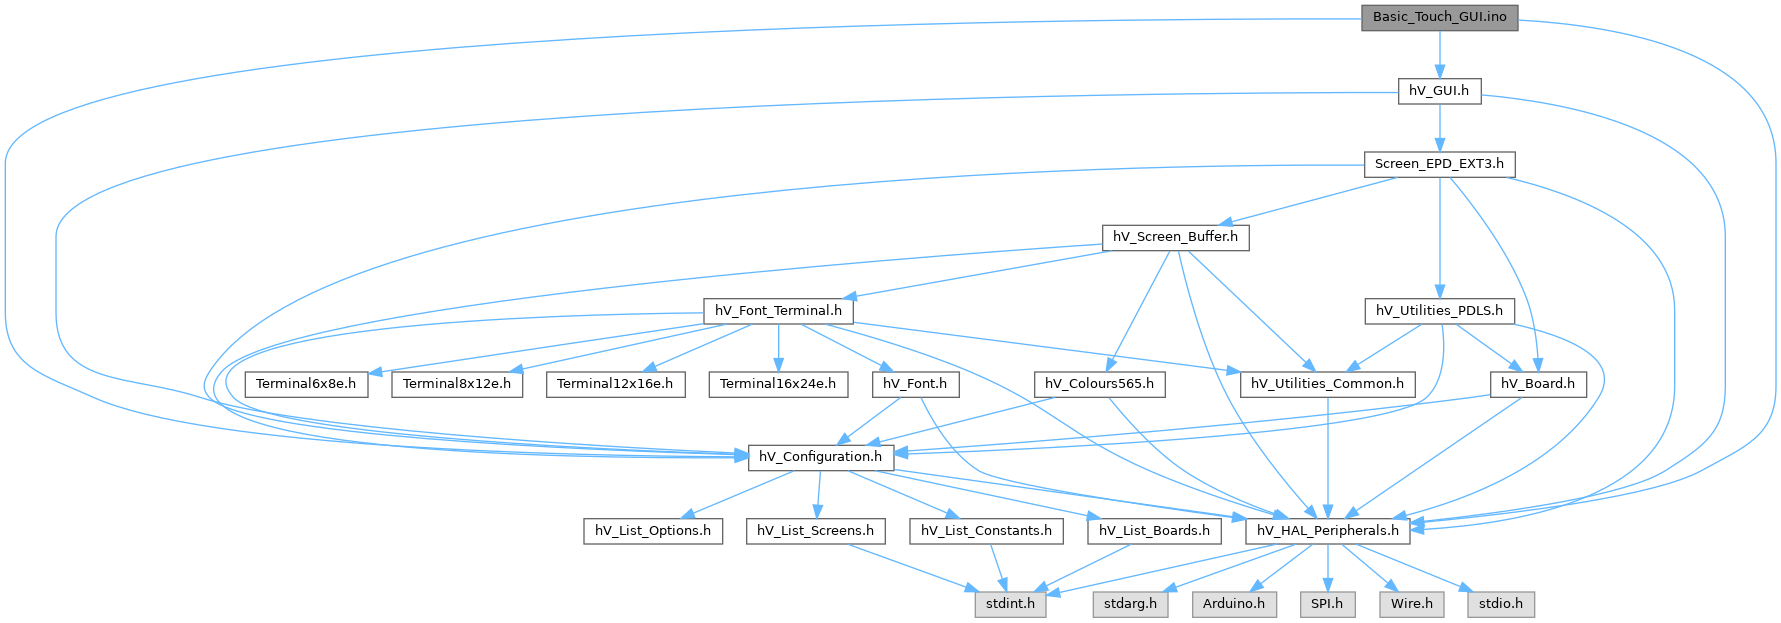 Basic_Touch_GUI.ino
hV_GUI.h
Screen_EPD_EXT3.h
hV_Screen_Buffer.h
hV_Font_Terminal.h
hV_Utilities_PDLS.h
Terminal6x8e.h
Terminal8x12e.h
Terminal12x16e.h
Terminal16x24e.h
hV_Font.h
hV_Colours565.h
hV_Utilities_Common.h
hV_Board.h
hV_Configuration.h
hV_List_Options.h
hV_List_Screens.h
hV_List_Constants.h
hV_List_Boards.h
hV_HAL_Peripherals.h
stdint.h
stdarg.h
Arduino.h
SPI.h
Wire.h
stdio.h